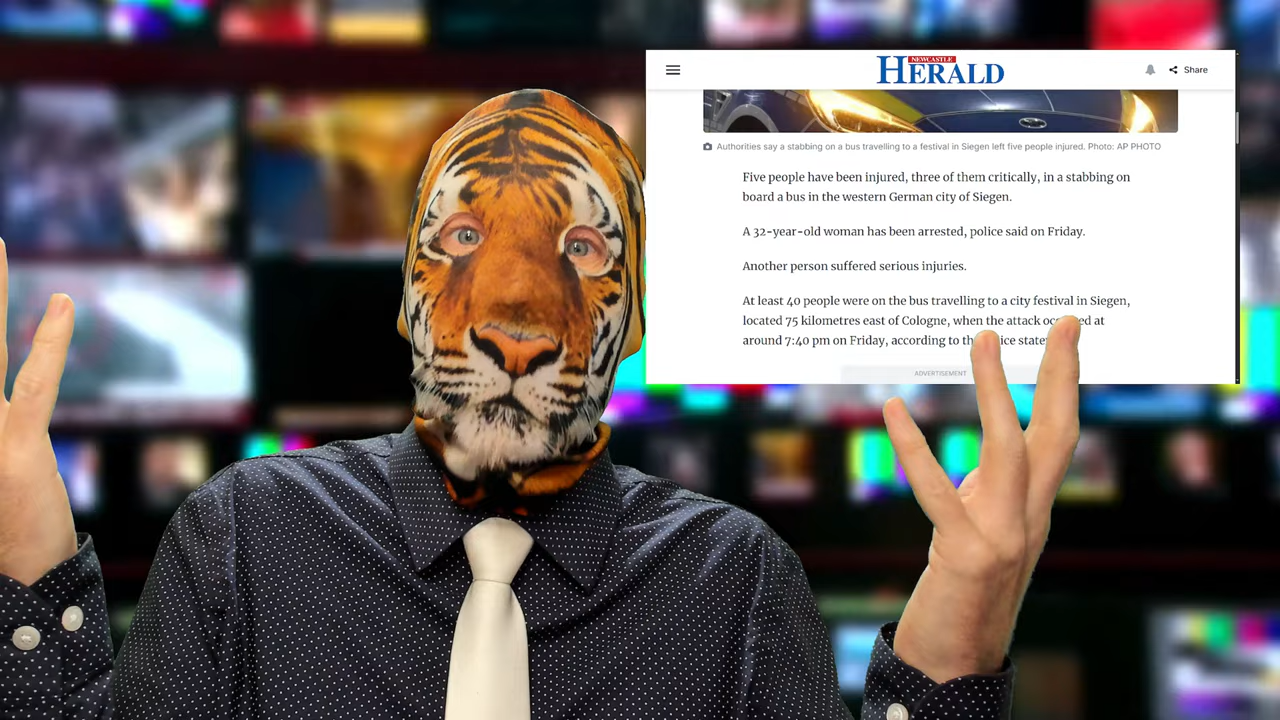 NEWCASTLE
HERALD
Share
Authorities say a stabbing on a bus travelling to a festival in Siegen left five people injured. Photo: AP PHOTO
Five people have been injured, three of them critically, in a stabbing on
board a bus in the western German city of Siegen.
A 32-year-old woman has been arrested, police said on Friday.
Another person suffered serious injuries.
At least 40 people were on the bus travelling to a city festival in Siegen,
located 75 kilometres east of Cologne, when the attack at
around 7:40 pm on Friday, according to
ADVERTISEMENT